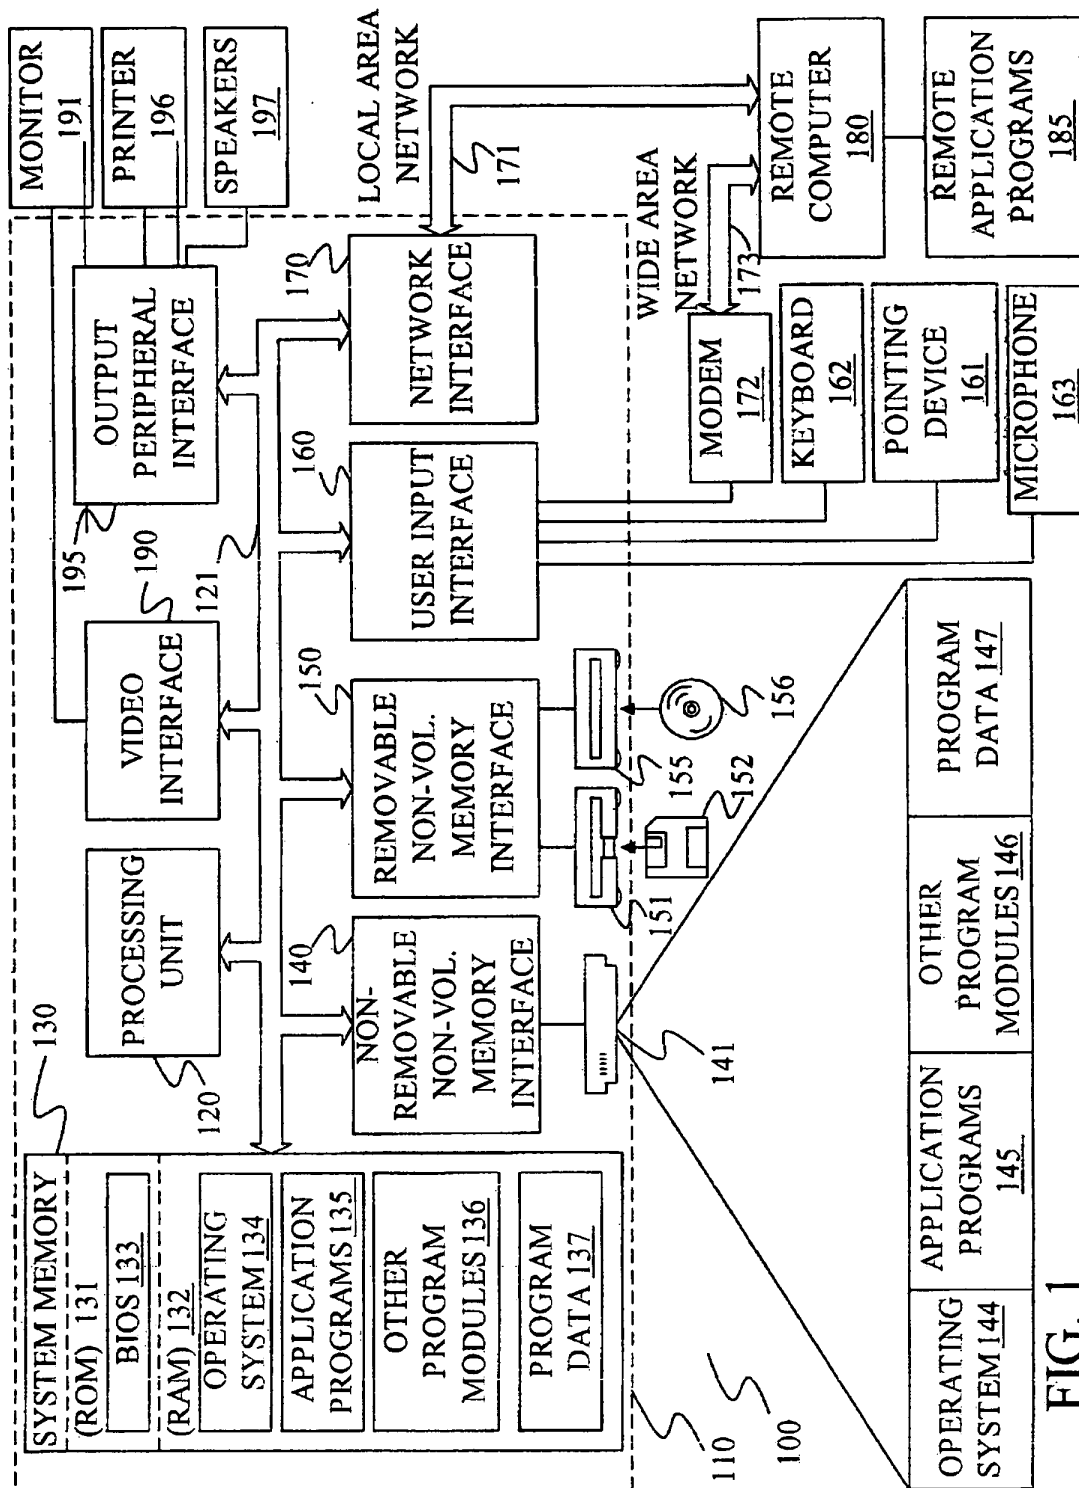 SYSTEM MEMORY
130
(ROM) 131
BIOS 133
(RAM) 132
OPERATING
SYSTEM 134
APPLICATION
PROGRAMS 135
OTHER
PROGRAM
MODULES 136
PROGRAM
DATA 137
PROCESSING
UNIT
120
VIDEO
INTERFACE
190
121
OUTPUT
PERIPHERAL
INTERFACE
195
MONITOR
191
PRINTER
196
SPEAKERS
197
NON-
REMOVABLE
NON-VOL.
MEMORY
INTERFACE
140
REMOVABLE
NON-VOL.
MEMORY
INTERFACE
150
USER INPUT
INTERFACE
160
NETWORK
INTERFACE
170
LOCAL AREA
NETWORK
171
141
151
152
155
156
WIDE AREA
NETWORK
173
MODEM
172
KEYBOARD
162
POINTING
DEVICE
161
MICROPHONE
163
REMOTE
COMPUTER
180
REMOTE
APPLICATION
PROGRAMS
185
110
100
OPERATING
SYSTEM 144
APPLICATION
PROGRAMS
145
OTHER
PROGRAM
MODULES 146
PROGRAM
DATA 147
FIG. 1